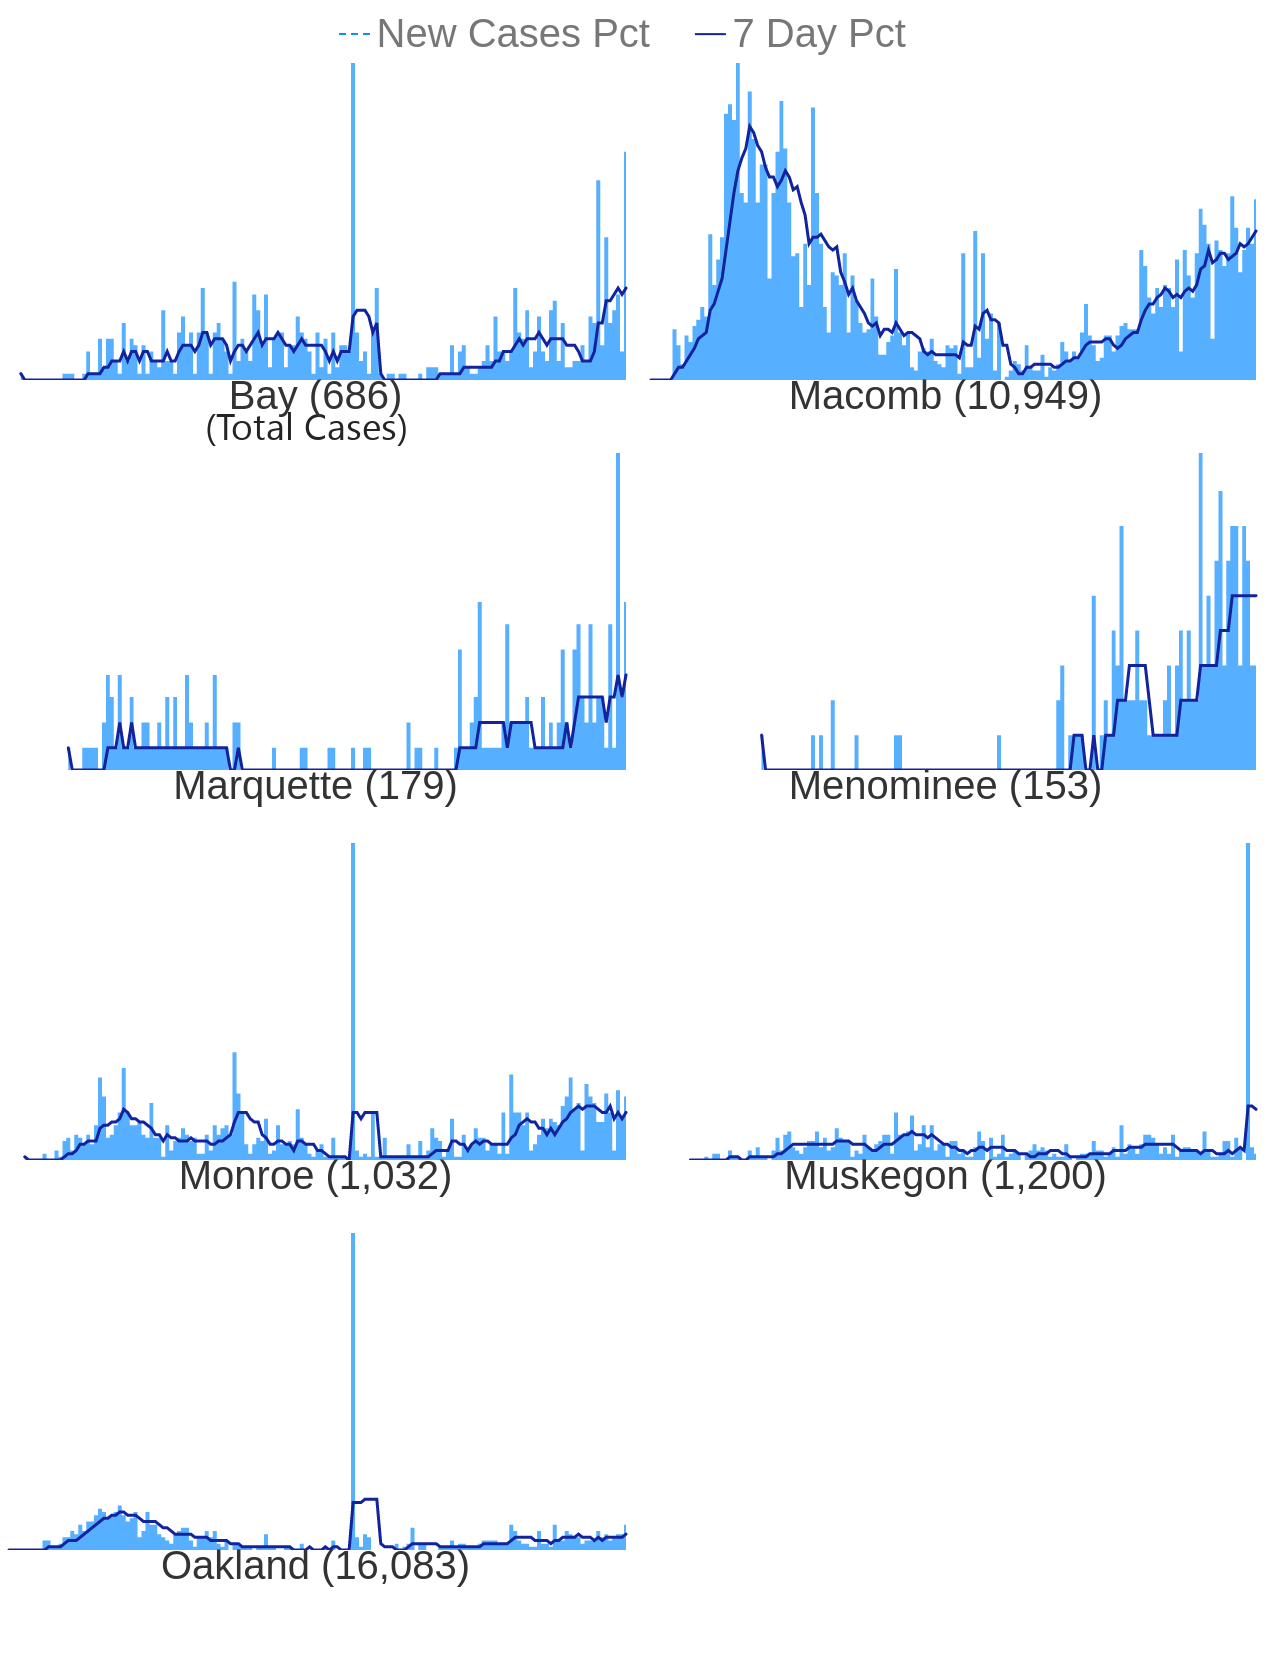 New Cases Pct 7 Day Pct
Bay (686) Macomb (10,949)
(Total Cases)
Marquette (179) Menominee (153)
Monroe (1,032) Muskegon (1,200)
Oakland (16,083)